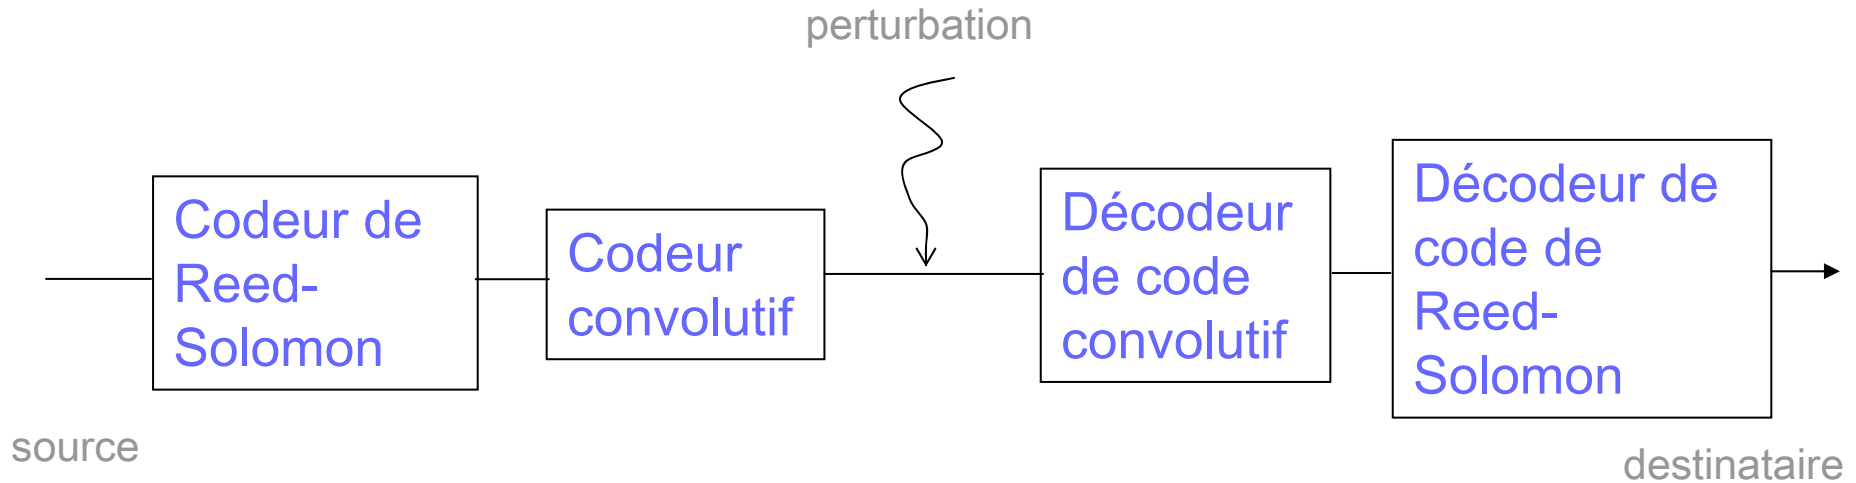 perturbation
Codeur de
Reed-
Solomon
Codeur
convolutif
Décodeur
de code
convolutif
Décodeur de
code de
Reed-
Solomon
source
destinataire